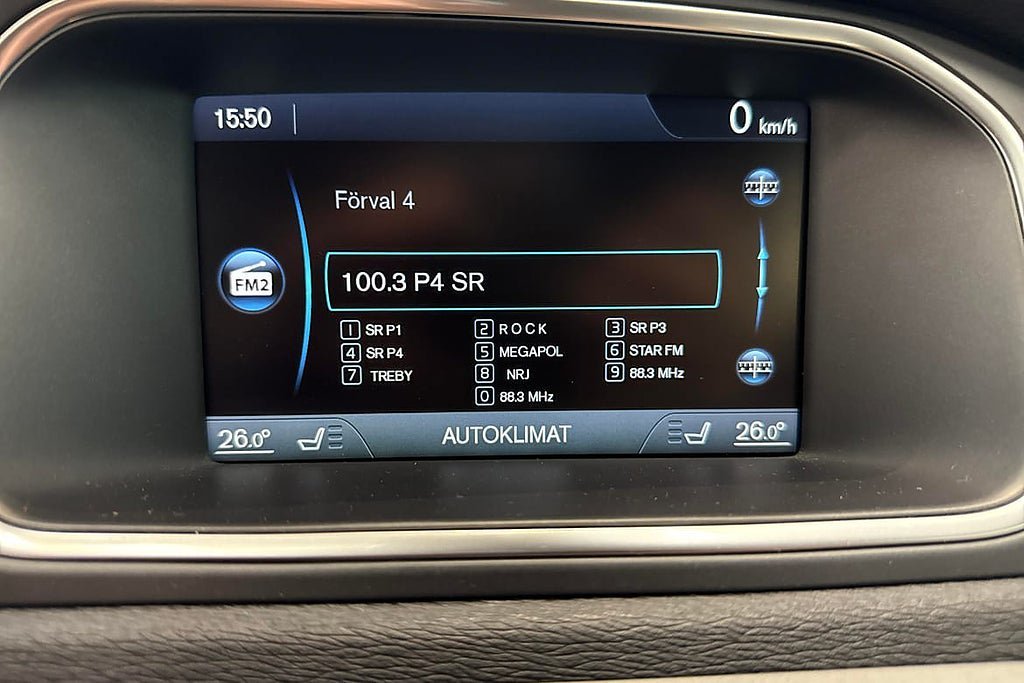 15:50
0 km/h
Förval 4
FM2
100.3 P4 SR
1 SR P1 2 ROCK 3 SR P3
4 SR P4 5 MEGAPOL 6 STAR FM
7 TREBY 8 NRJ 9 88.3 MHz
0 88.3 MHz
26.0° AUTOKLIMAT 26.0°